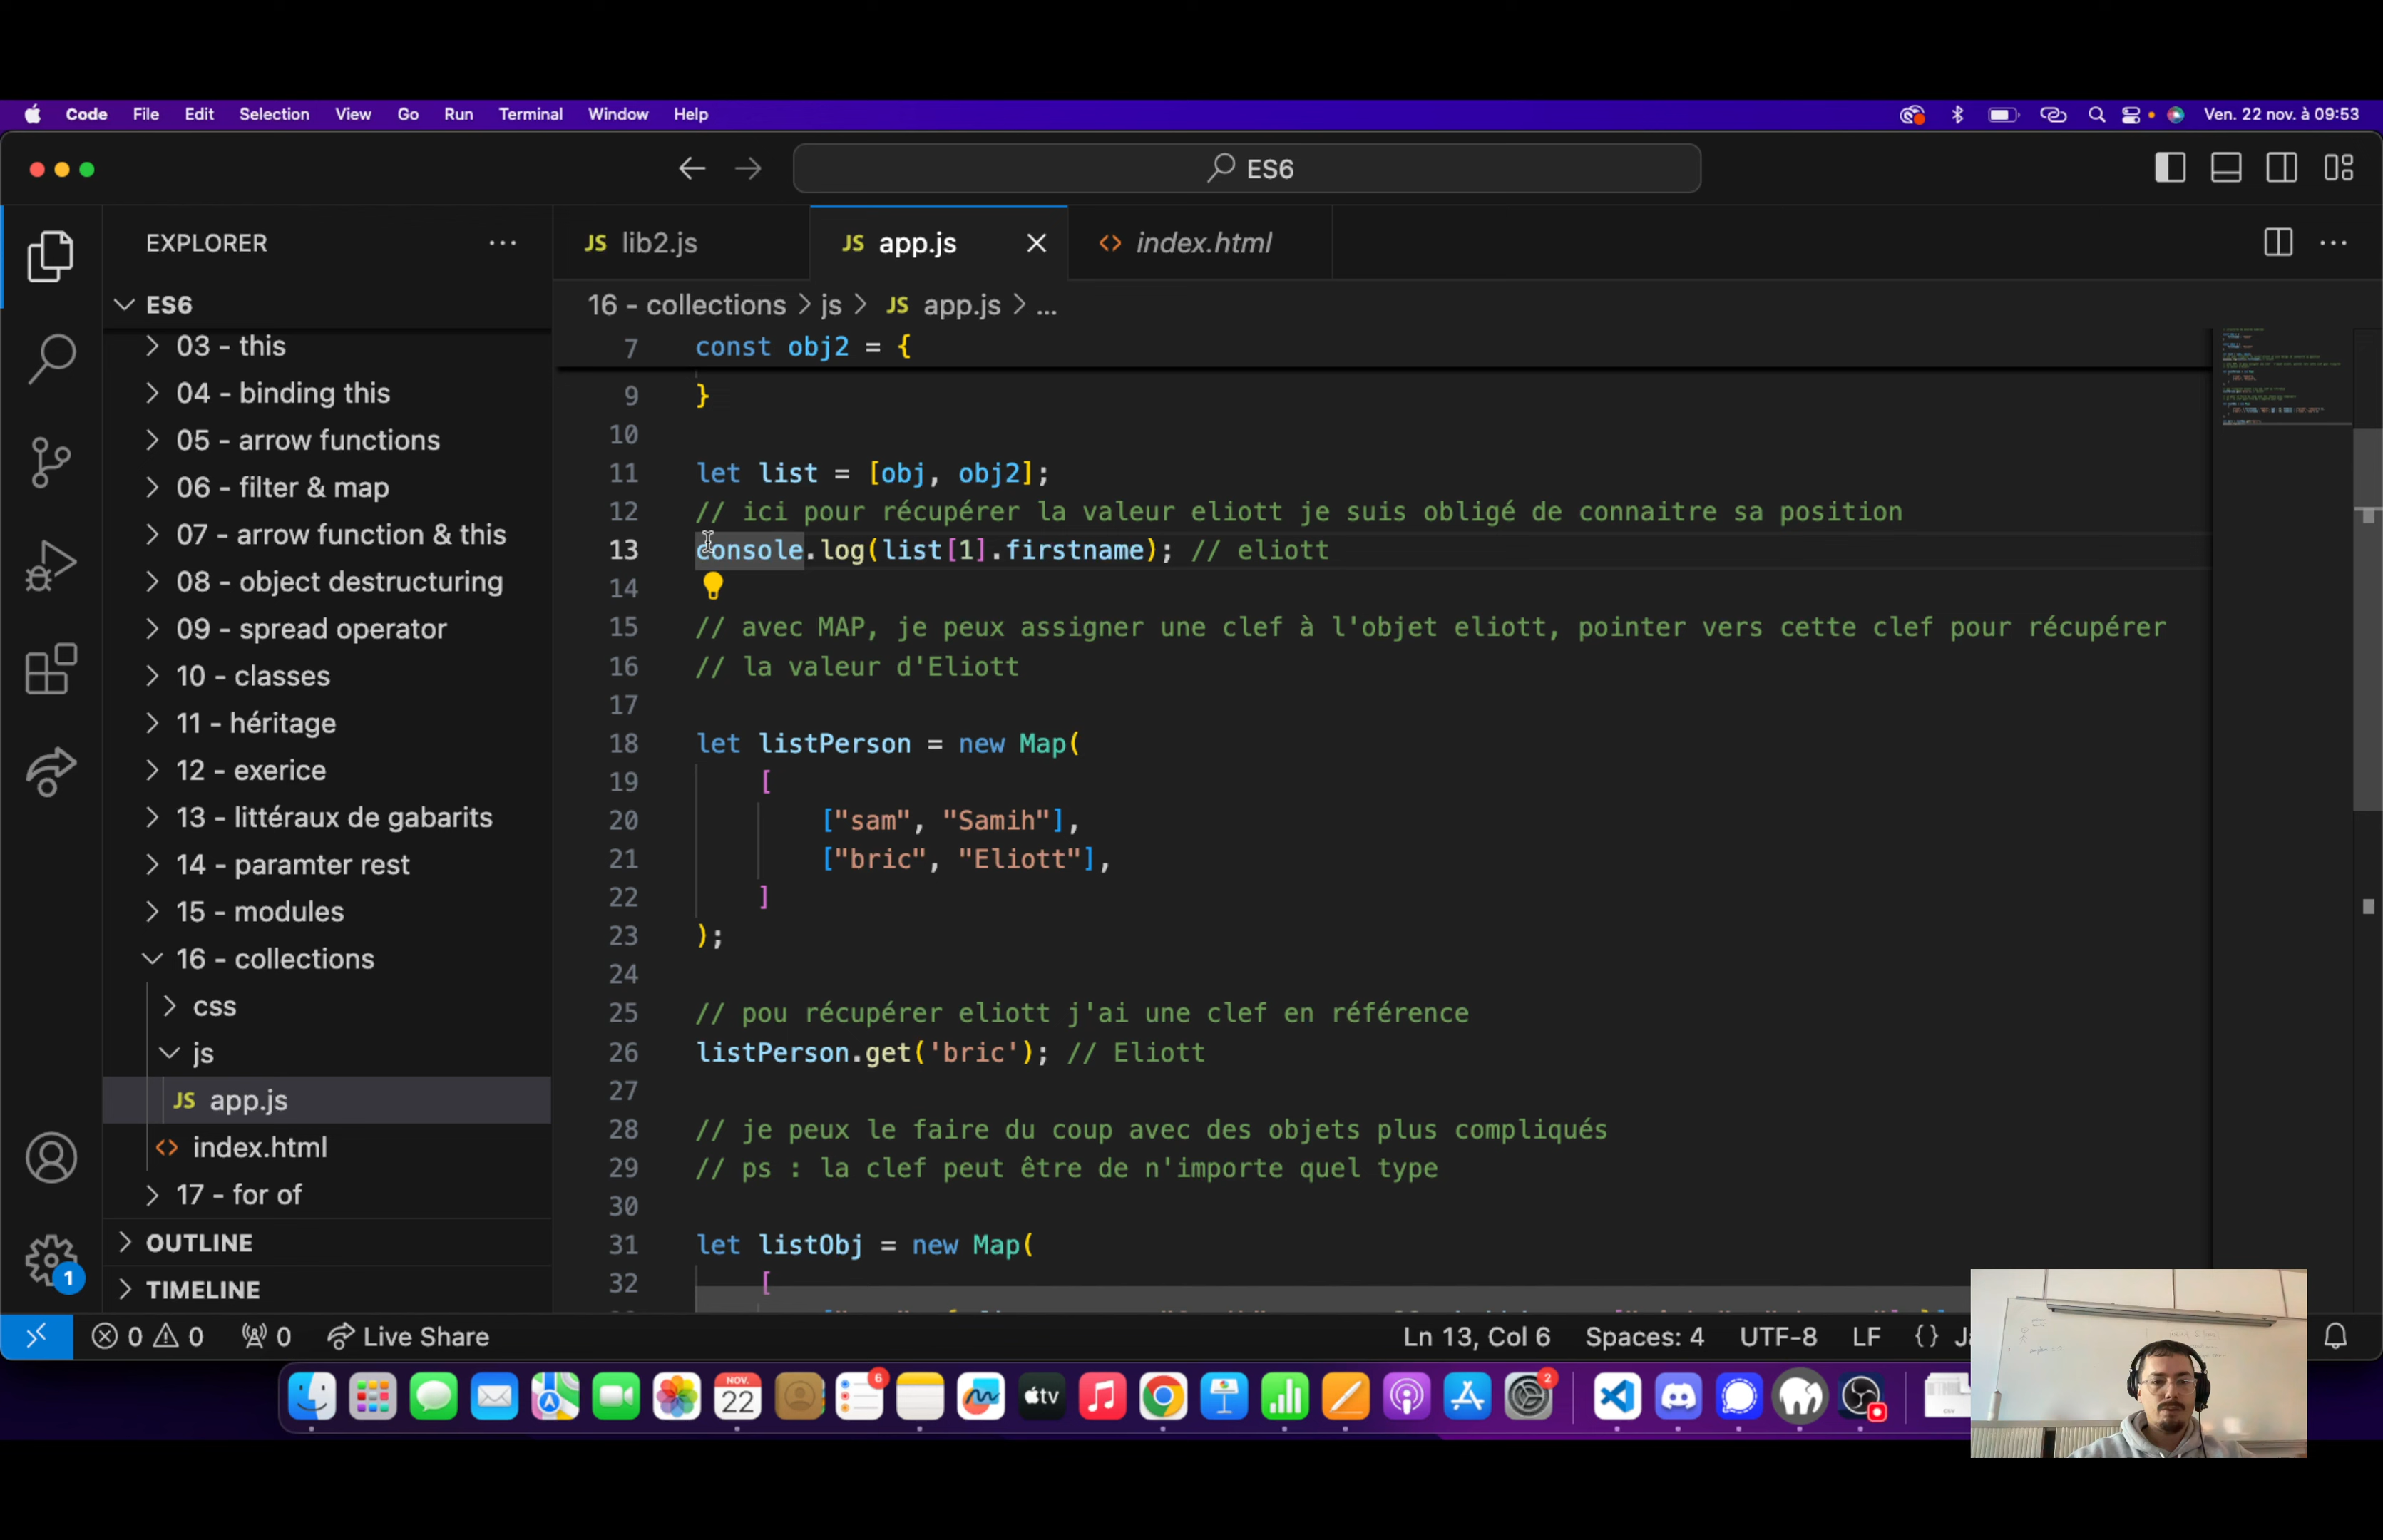 Code File Edit Selection View Go Run Terminal Window Help Ven. 22 nov. à 09:53
ES6
EXPLORER
JS lib2.js JS app.js index.html
ES6
16 - collections > js > JS app.js > ...
03 - this
04 - binding this
05 - arrow functions
06 - filter & map
07 - arrow function & this
08 - object destructuring
09 - spread operator
10 - classes
11 - héritage
12 - exerice
13 - littéraux de gabarits
14 - paramter rest
15 - modules
16 - collections
css
js
JS app.js
index.html
17 - for of
OUTLINE
TIMELINE
7 const obj2 = {
9 }
10
11 let list = [obj, obj2];
12 // ici pour récupérer la valeur eliott je suis obligé de connaitre sa position
13 console.log(list[1].firstname); // eliott
14
15 // avec MAP, je peux assigner une clef à l'objet eliott, pointer vers cette clef pour récupérer
16 // la valeur d'Eliott
17
18 let listPerson = new Map(
19 [
20 ["sam", "Samih"],
21 ["bric", "Eliott"],
22 ]
23 );
24
25 // pou récupérer eliott j'ai une clef en référence
26 listPerson.get('bric'); // Eliott
27
28 // je peux le faire du coup avec des objets plus compliqués
29 // ps : la clef peut être de n'importe quel type
30
31 let listObj = new Map(
32 [
1
0 0 0 Live Share Ln 13, Col 6 Spaces: 4 UTF-8 LF {}
NOV.
22
6
tv
2